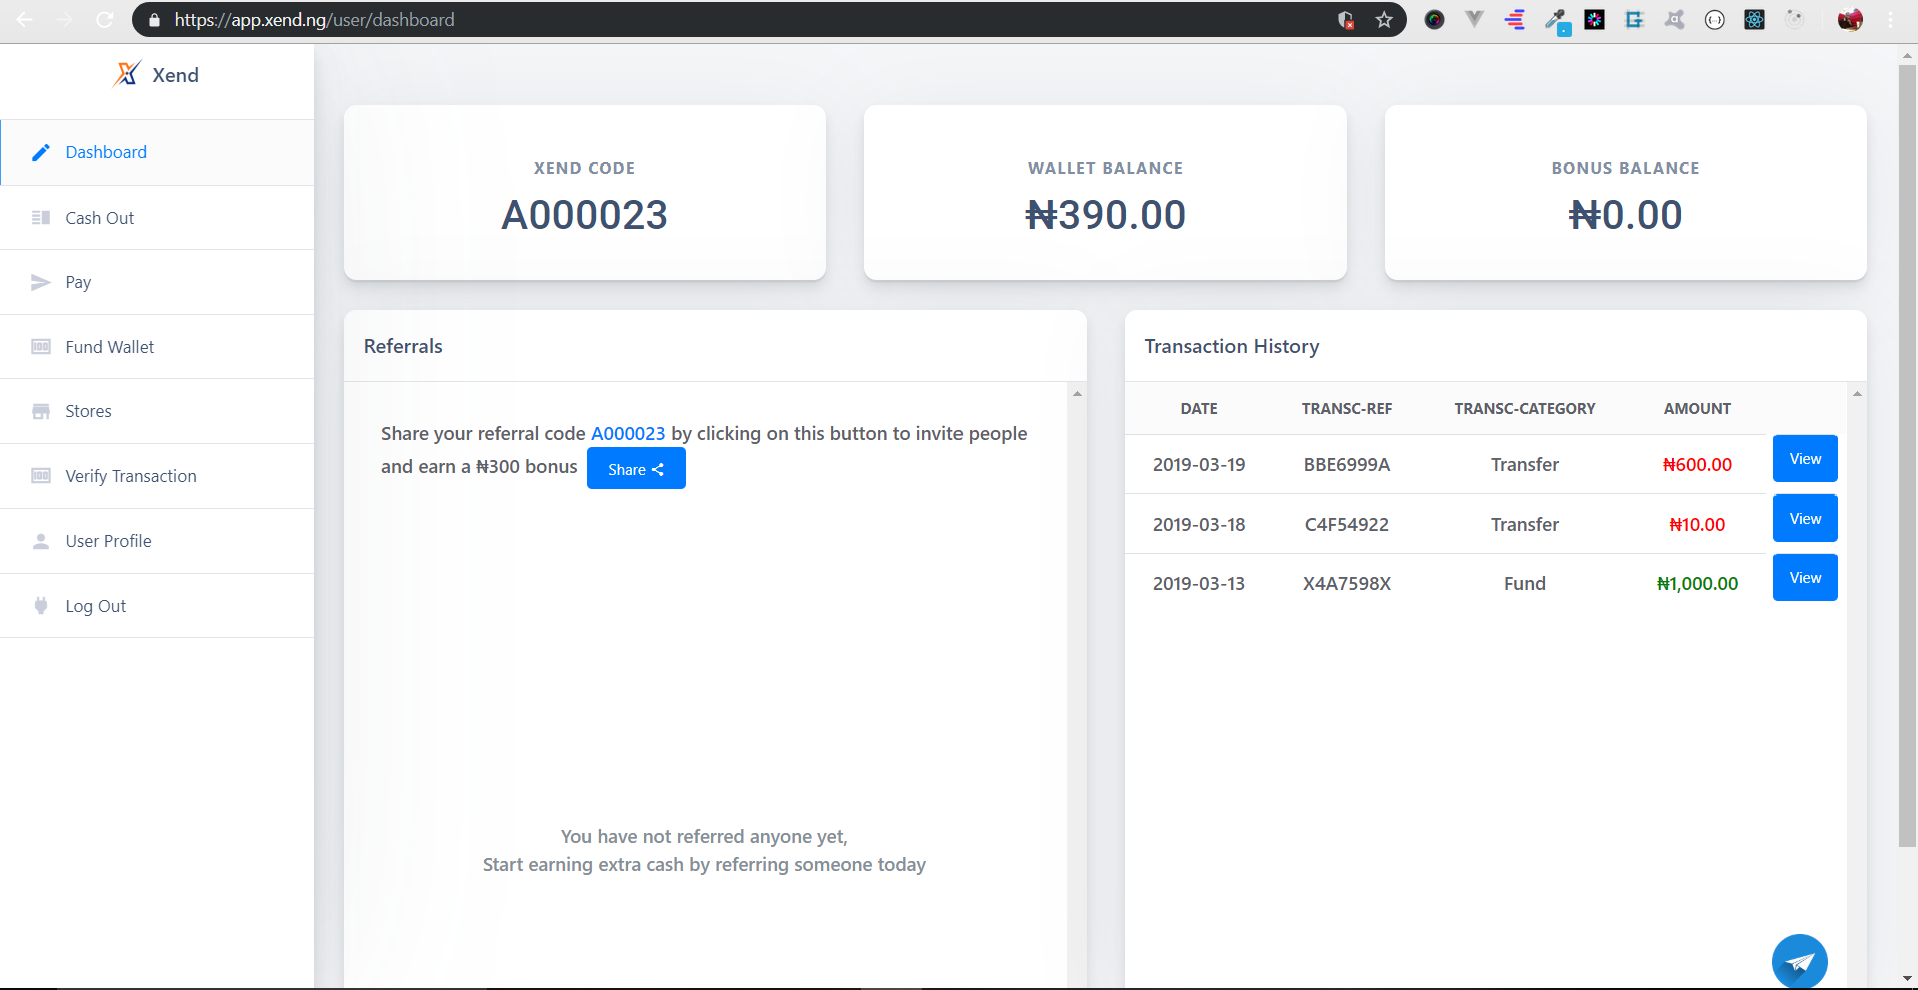 https://app.xend.ng/user/dashboard
Xend
Dashboard
Cash Out
Pay
Fund Wallet
Stores
Verify Transaction
User Profile
Log Out
XEND CODE
A000023
WALLET BALANCE
₦390.00
BONUS BALANCE
₦0.00
Referrals
Share your referral code A000023 by clicking on this button to invite people
and earn a ₦300 bonus Share
You have not referred anyone yet,
Start earning extra cash by referring someone today
Transaction History
DATE TRANSC-REF TRANSC-CATEGORY AMOUNT
2019-03-19 BBE6999A Transfer ₦600.00 View
2019-03-18 C4F54922 Transfer ₦10.00 View
2019-03-13 X4A7598X Fund ₦1,000.00 View